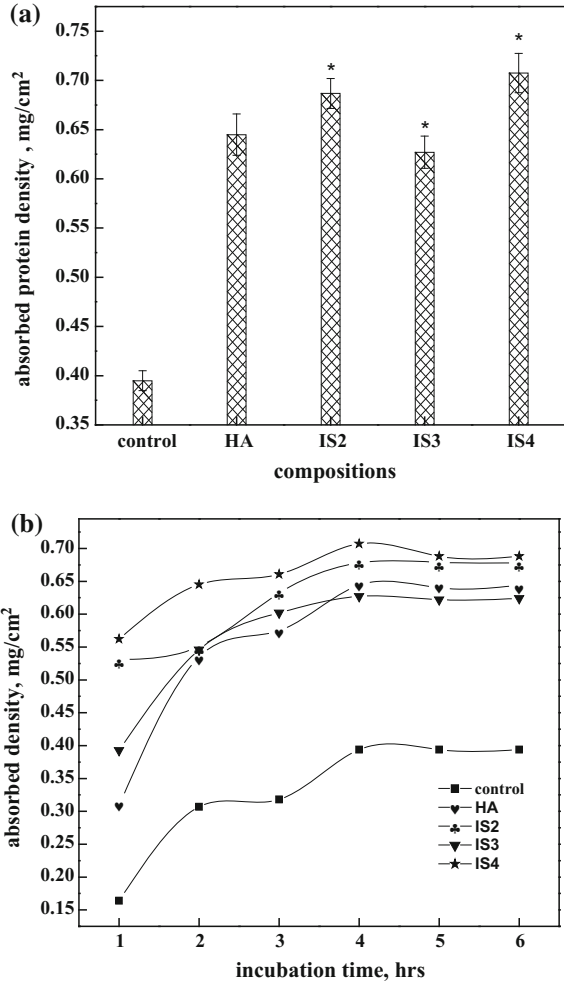 (a)
absorbed protein density , mg/cm2
0.75
0.70
0.65
0.60
0.55
0.50
0.45
0.40
0.35
*
*
*
control HA IS2 IS3 IS4
compositions
(b)
absorbed density, mg/cm2
0.70
0.65
0.60
0.55
0.50
0.45
0.40
0.35
0.30
0.25
0.20
0.15
control
HA
IS2
IS3
IS4
1 2 3 4 5 6
incubation time, hrs